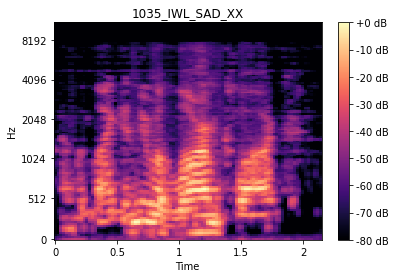 1035_IWL_SAD_XX
+0 dB
8192
-10 dB
4096
-20 dB
-30 dB
2048
Hz
-40 dB
1024
-50 dB
512
-60 dB
-70 dB
0
-80 dB
0 0.5 1 1.5 2
Time